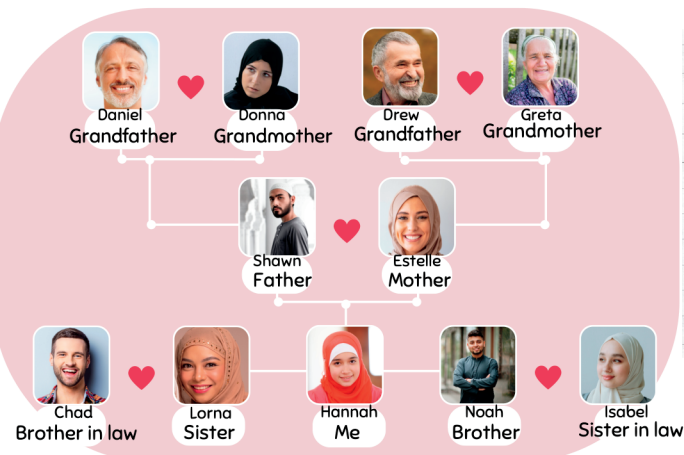 Daniel
Grandfather
Donna
Grandmother
Drew
Grandfather
Greta
Grandmother
Shawn
Father
Estelle
Mother
Chad
Brother in law
Lorna
Sister
Hannah
Me
Noah
Brother
Isabel
Sister in law